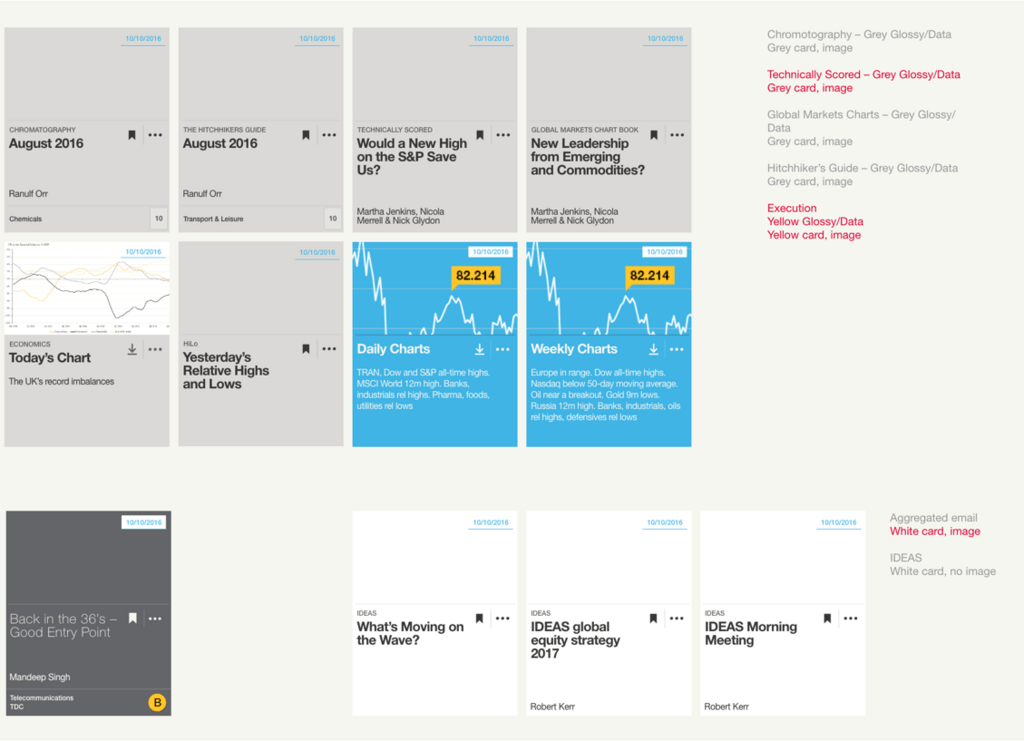 10/10/2016
CHROMATOGRAPHY
August 2016
Ranulf Orr
Chemicals 10
10/10/2016
THE HITCHHIKERS GUIDE
August 2016
Ranulf Orr
Transport & Leisure 10
10/10/2016
TECHNICALLY SCORED
Would a New High
on the S&P Save
Us?
Martha Jenkins, Nicola
Merrell & Nick Glydon
10/10/2016
GLOBAL MARKETS CHART BOOK
New Leadership
from Emerging
and Commodities?
Martha Jenkins, Nicola
Merrell & Nick Glydon
Chromotography – Grey Glossy/Data
Grey card, image
Technically Scored – Grey Glossy/Data
Grey card, image
Global Markets Charts – Grey Glossy/
Data
Grey card, image
Hitchhiker's Guide – Grey Glossy/Data
Grey card, image
Execution
Yellow Glossy/Data
Yellow card, image
10/10/2016
ECONOMICS
Today's Chart
The UK's record imbalances
10/10/2016
HiLo
Yesterday's
Relative Highs
and Lows
10/10/2016
82.214
Daily Charts
TRAN, Dow and S&P all-time highs.
MSCI World 12m high. Banks,
industrials rel highs. Pharma, foods,
utilities rel lows
10/10/2016
82.214
Weekly Charts
Europe in range. Dow all-time highs.
Nasdaq below 50-day moving average.
Oil near a breakout. Gold 9m lows.
Russia 12m high. Banks, industrials, oils
rel highs, defensives rel lows
10/10/2016
Back in the 36's –
Good Entry Point
Mandeep Singh
Telecommunications
TDC
B
10/10/2016
IDEAS
What's Moving on
the Wave?
10/10/2016
IDEAS
IDEAS global
equity strategy
2017
Robert Kerr
10/10/2016
IDEAS
IDEAS Morning
Meeting
Robert Kerr
Aggregated email
White card, image
IDEAS
White card, no image